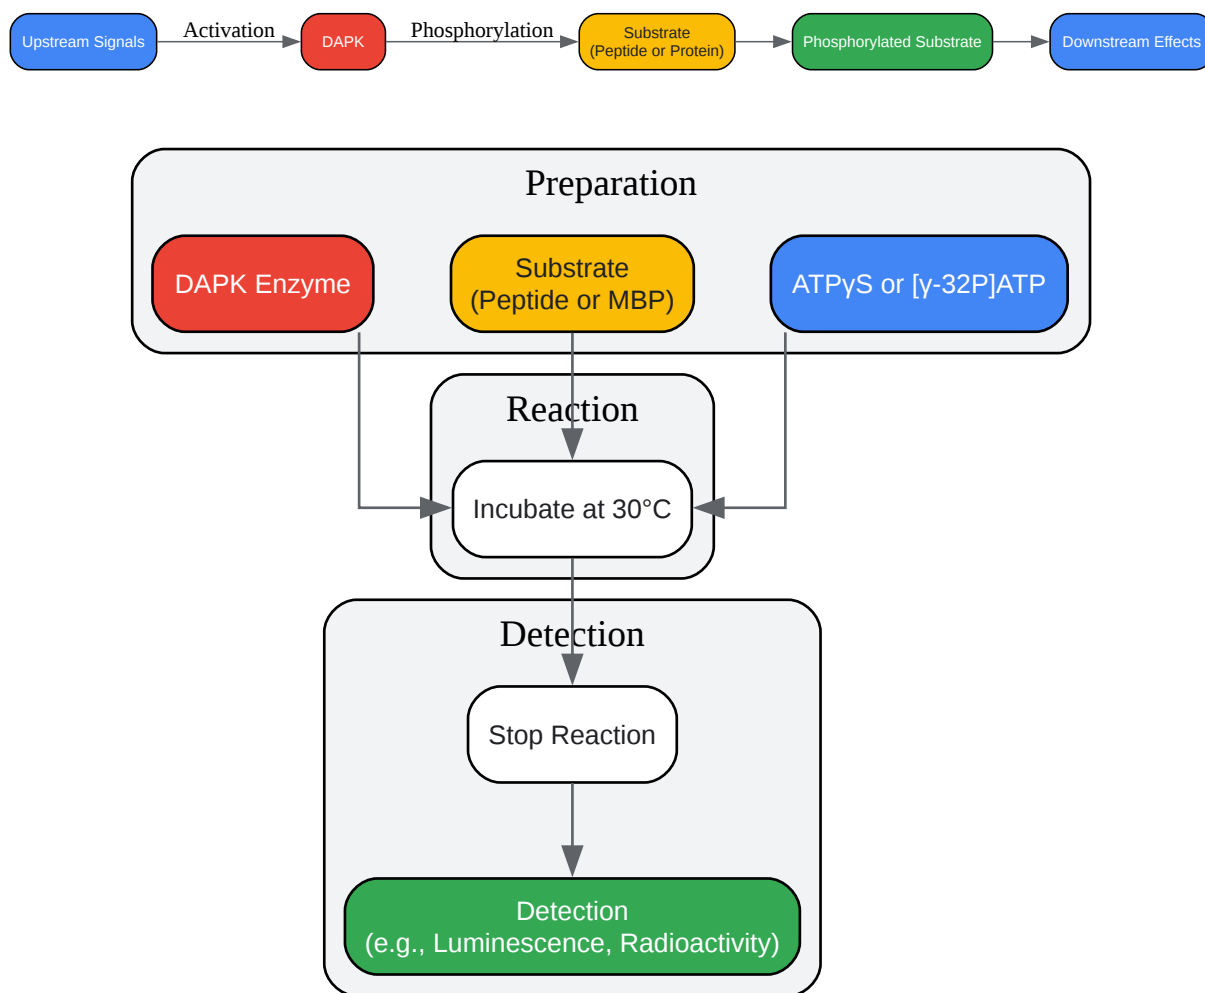 Upstream Signals
Activation
DAPK
Phosphorylation
Substrate
(Peptide or Protein)
Phosphorylated Substrate
Downstream Effects
Preparation
DAPK Enzyme
Substrate
(Peptide or MBP)
ATPγS or [γ-32P]ATP
Reaction
Incubate at 30°C
Detection
Stop Reaction
Detection
(e.g., Luminescence, Radioactivity)